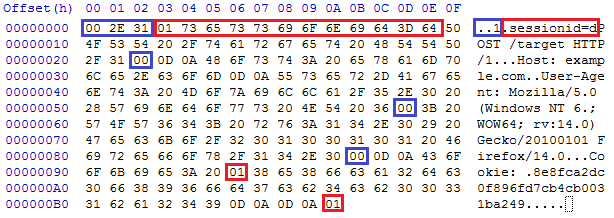 Offset(h) 00 01 02 03 04 05 06 07 08 09 0A 0B 0C 0D 0E 0F
00000000 00 2E 31 01 73 65 73 73 69 6F 6E 69 64 3D 64 50 ..1.sessionid=dP
00000010 4F 53 54 20 2F 74 61 72 67 65 74 20 48 54 54 50 OST /target HTTP
00000020 2F 31 00 0D 0A 48 6F 73 74 3A 20 65 78 61 6D 70 /1...Host: examp
00000030 6C 65 2E 63 6F 6D 0D 0A 55 73 65 72 2D 41 67 65 le.com..User-Age
00000040 6E 74 3A 20 4D 6F 7A 69 6C 6C 61 2F 35 2E 30 20 nt: Mozilla/5.0
00000050 28 57 69 6E 64 6F 77 73 20 4E 54 20 36 00 3B 20 (Windows NT 6.;
00000060 57 4F 57 36 34 3B 20 72 76 3A 31 34 2E 30 29 20 WOW64; rv:14.0)
00000070 47 65 63 6B 6F 2F 32 30 31 30 30 31 30 31 20 46 Gecko/20100101 F
00000080 69 72 65 66 6F 78 2F 31 34 2E 30 00 0D 0A 43 6F irefox/14.0...Co
00000090 6F 6B 69 65 3A 20 01 38 65 38 66 63 61 32 64 63 okie: .8e8fca2dc
000000A0 30 66 38 39 36 66 64 37 63 62 34 63 62 30 30 33 0f896fd7cb4cb003
000000B0 31 62 61 32 34 39 0D 0A 0D 0A 01 1ba249.....